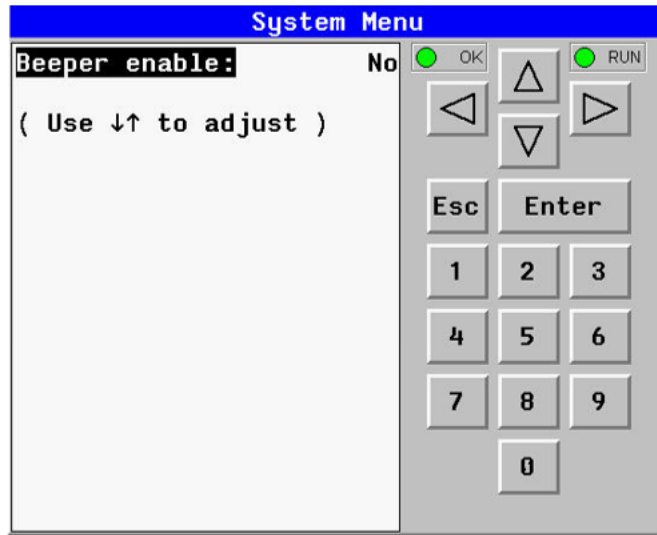 System Menu
Beeper enable: No
( Use ↓↑ to adjust )
OK
RUN
Esc
Enter
1 2 3
4 5 6
7 8 9
0